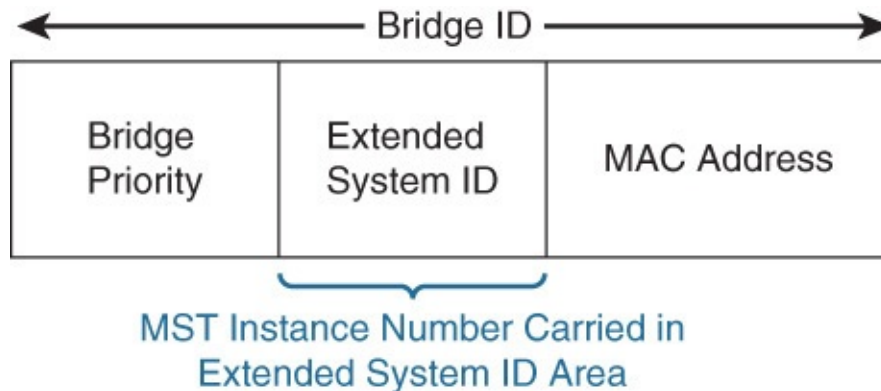 Bridge ID
Bridge
Priority
Extended
System ID
MAC Address
MST Instance Number Carried in
Extended System ID Area